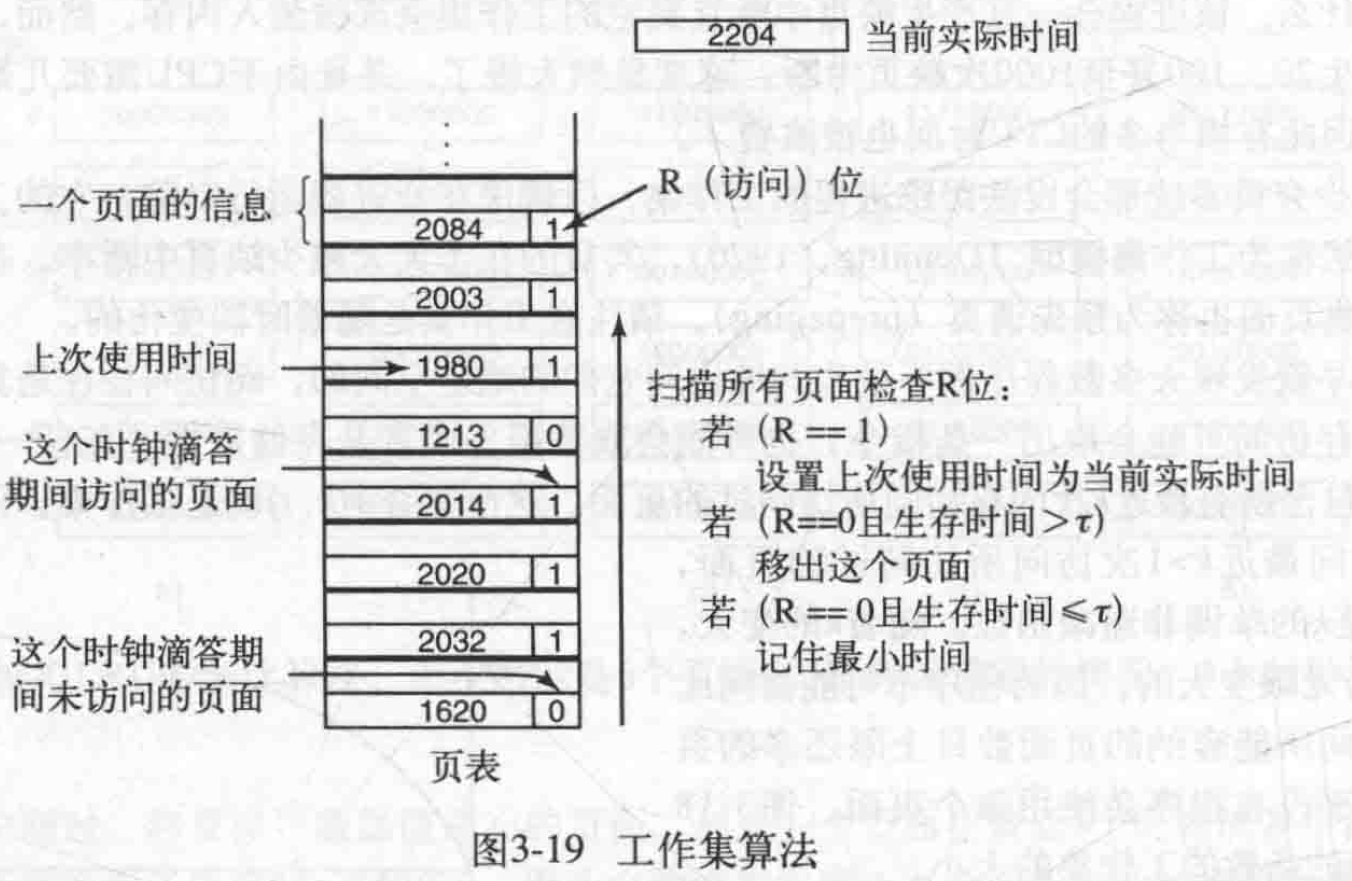 2204 当前实际时间
一个页面的信息
R（访问）位
2084 1
2003 1
上次使用时间
1980 1
1213 0
这个时钟滴答
期间访问的页面
2014 1
2020 1
2032 1
这个时钟滴答期
间未访问的页面
1620 0
页表
扫描所有页面检查R位：
若（R == 1）
设置上次使用时间为当前实际时间
若（R==0且生存时间＞τ）
移出这个页面
若（R == 0且生存时间≤τ）
记住最小时间
图3-19 工作集算法